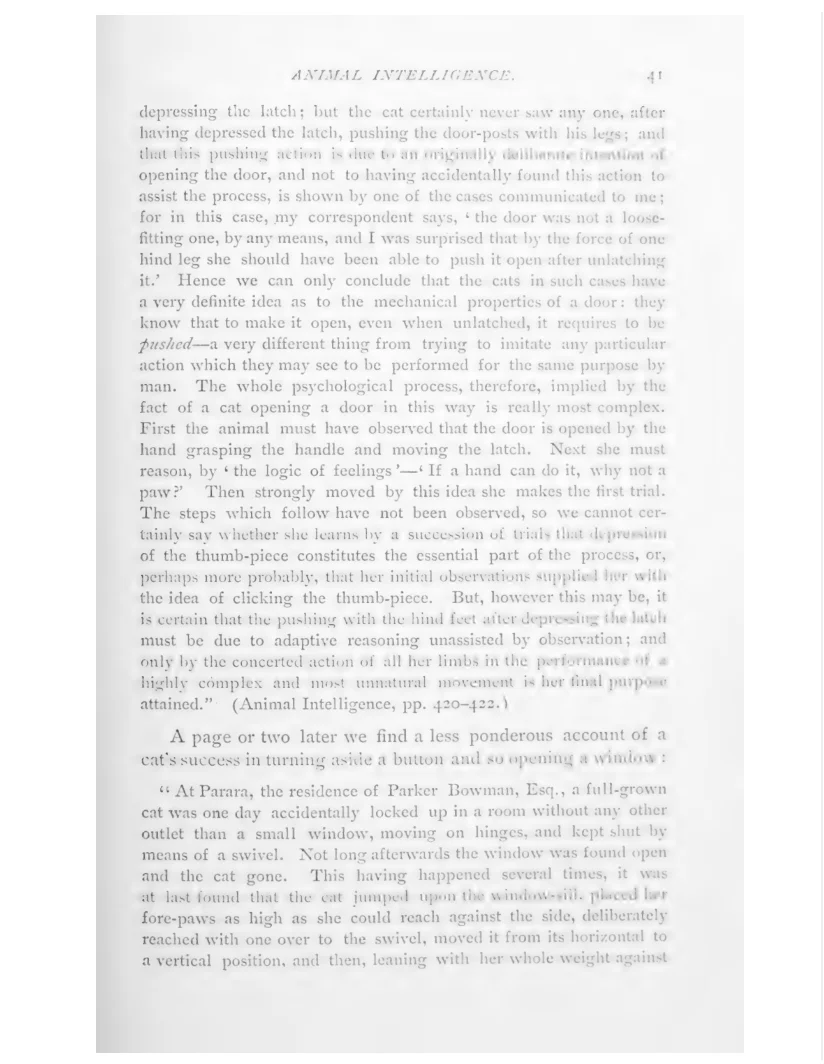 ANIMAL INTELLIGENCE. 41
depressing the latch; but the cat certainly never saw any one, after
having depressed the latch, pushing the door-posts with his legs; and
that this pushing action is due to an originally deliberate intention of
opening the door, and not to having accidentally found this action to
assist the process, is shown by one of the cases communicated to me;
for in this case, my correspondent says, ‘ the door was not a loose-
fitting one, by any means, and I was surprised that by the force of one
hind leg she should have been able to push it open after unlatching
it.’ Hence we can only conclude that the cats in such cases have
a very definite idea as to the mechanical properties of a door: they
know that to make it open, even when unlatched, it requires to be
pushed—a very different thing from trying to imitate any particular
action which they may see to be performed for the same purpose by
man. The whole psychological process, therefore, implied by the
fact of a cat opening a door in this way is really most complex.
First the animal must have observed that the door is opened by the
hand grasping the handle and moving the latch. Next she must
reason, by ‘ the logic of feelings ’—‘ If a hand can do it, why not a
paw?’ Then strongly moved by this idea she makes the first trial.
The steps which follow have not been observed, so we cannot cer-
tainly say whether she learns by a succession of trials that depression
of the thumb-piece constitutes the essential part of the process, or,
perhaps more probably, that her initial observations supplied her with
the idea of clicking the thumb-piece. But, however this may be, it
is certain that the pushing with the hind feet after depressing the latch
must be due to adaptive reasoning unassisted by observation; and
only by the concerted action of all her limbs in the performance of a
highly complex and most unnatural movement is her final purpose
attained.” (Animal Intelligence, pp. 420–422.)
A page or two later we find a less ponderous account of a
cat's success in turning aside a button and so opening a window :
“ At Parara, the residence of Parker Bowman, Esq., a full-grown
cat was one day accidentally locked up in a room without any other
outlet than a small window, moving on hinges, and kept shut by
means of a swivel. Not long afterwards the window was found open
and the cat gone. This having happened several times, it was
at last found that the cat jumped upon the window-sill, placed her
fore-paws as high as she could reach against the side, deliberately
reached with one over to the swivel, moved it from its horizontal to
a vertical position, and then, leaning with her whole weight against